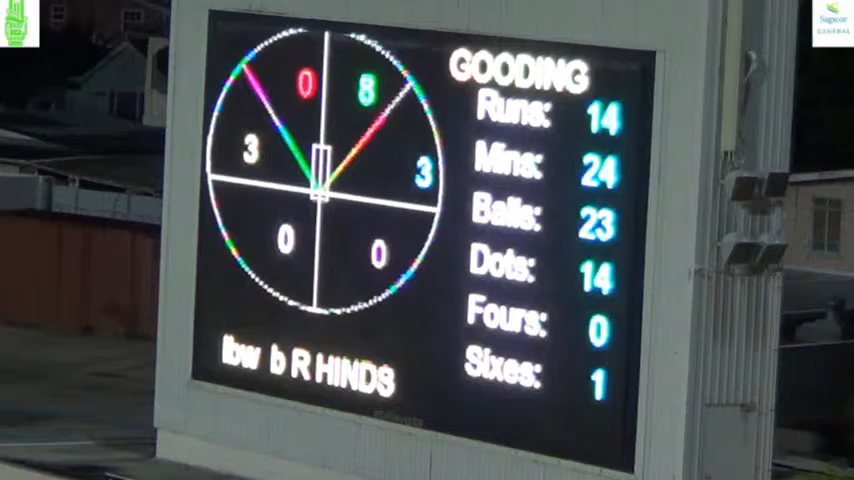 Sagicor
GENERAL
GOODING
0 8
Runs: 14
3 3
Mins: 24
0 0
Balls: 23
Dots: 14
Fours: 0
Sixes: 1
lbw b R HINDS